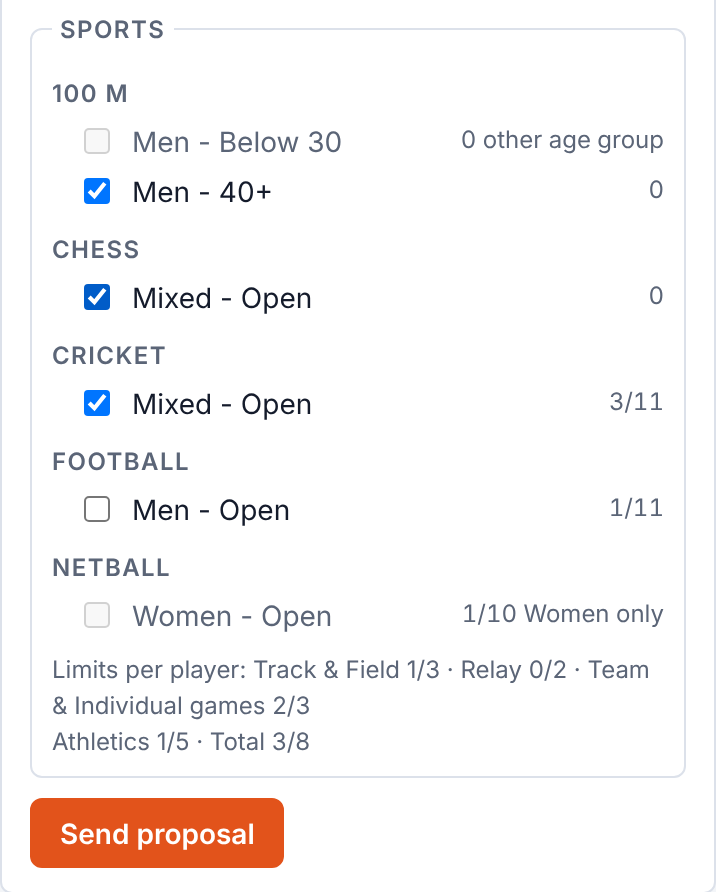 SPORTS
100 M
Men - Below 30 0 other age group
Men - 40+ 0
CHESS
Mixed - Open 0
CRICKET
Mixed - Open 3/11
FOOTBALL
Men - Open 1/11
NETBALL
Women - Open 1/10 Women only
Limits per player: Track & Field 1/3 · Relay 0/2 · Team
& Individual games 2/3
Athletics 1/5 · Total 3/8
Send proposal